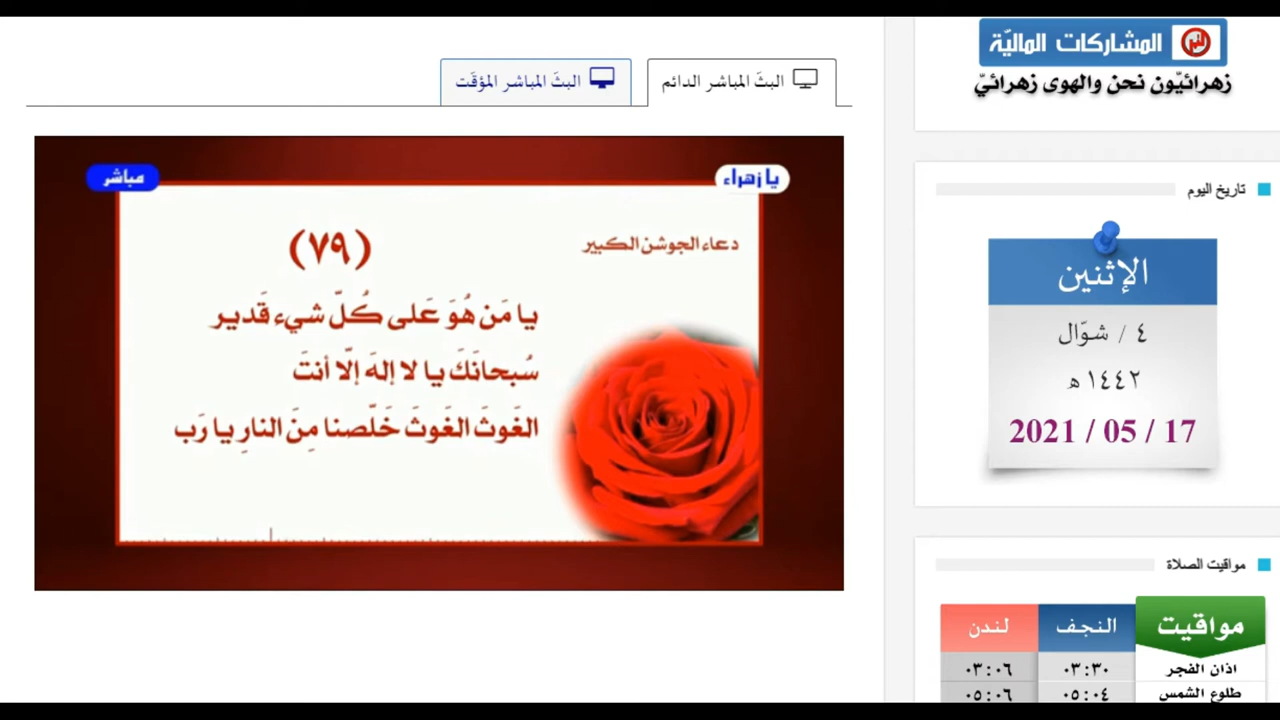 المشاركات الماليّة
زهرائيّون نحن والهوى زهرائيّ
البثّ المباشر الدائم
البثّ المباشر المؤقّت
يا زهراء
مباشر
دعاء الجوشن الكبير
(٧٩)
يا مَن هُوَ عَلى كُلّ شيء قَدير
سُبحانَكَ يا لا إلهَ إلّا أنتَ
الغَوثَ الغَوثَ خَلّصنا مِنَ النارِ يا رَب
تاريخ اليوم
الإثنين
٤ / شوّال
١٤٤٢ هـ
2021 / 05 / 17
مواقيت الصلاة
مواقيت النجف لندن
اذان الفجر ٠٣:٣٠ ٠٣:٠٦
طلوع الشمس ٠٥:٠٤ ٠٥:٠٦